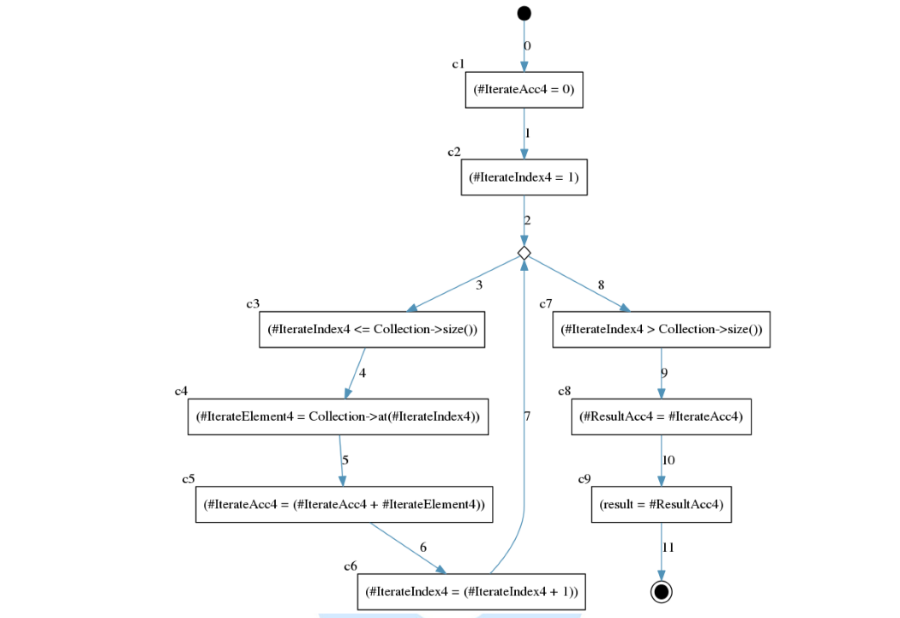 0
c1
(#IterateAcc4 = 0)
1
c2
(#IterateIndex4 = 1)
2
3
8
c3
(#IterateIndex4 <= Collection->size())
c7
(#IterateIndex4 > Collection->size())
4
9
c4
(#IterateElement4 = Collection->at(#IterateIndex4))
7
c8
(#ResultAcc4 = #IterateAcc4)
5
10
c5
(#IterateAcc4 = (#IterateAcc4 + #IterateElement4))
c9
(result = #ResultAcc4)
6
11
c6
(#IterateIndex4 = (#IterateIndex4 + 1))